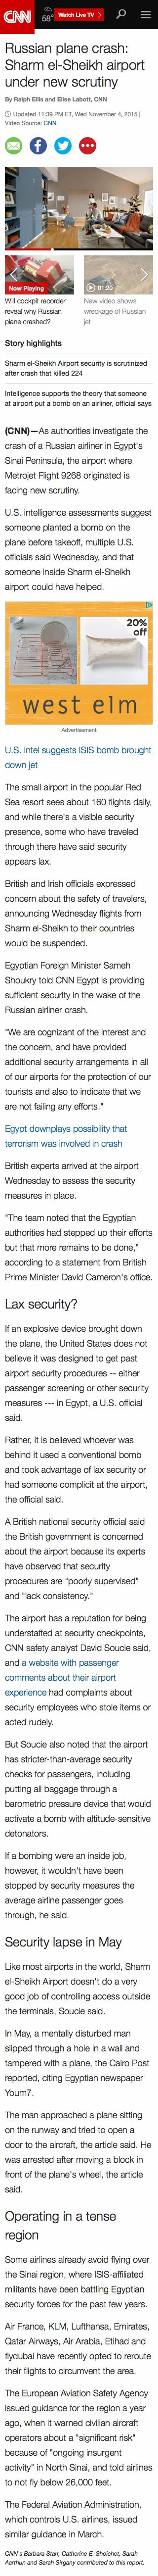 CNN
58°
Watch Live TV
Russian plane crash:
Sharm el-Sheikh airport
under new scrutiny
By Ralph Ellis and Elise Labott, CNN
Updated 11:39 PM ET, Wed November 4, 2015 |
Video Source: CNN
Now Playing
01:20
Will cockpit recorder
reveal why Russian
plane crashed?
New video shows
wreckage of Russian
jet
Story highlights
Sharm el-Sheikh Airport security is scrutinized
after crash that killed 224
Intelligence supports the theory that someone
at airport put a bomb on an airliner, official says
(CNN)—As authorities investigate the
crash of a Russian airliner in Egypt's
Sinai Peninsula, the airport where
Metrojet Flight 9268 originated is
facing new scrutiny.
U.S. intelligence assessments suggest
someone planted a bomb on the
plane before takeoff, multiple U.S.
officials said Wednesday, and that
someone inside Sharm el-Sheikh
airport could have helped.
20%
off
west elm
Advertisement
U.S. intel suggests ISIS bomb brought
down jet
The small airport in the popular Red
Sea resort sees about 160 flights daily,
and while there's a visible security
presence, some who have traveled
through there have said security
appears lax.
British and Irish officials expressed
concern about the safety of travelers,
announcing Wednesday flights from
Sharm el-Sheikh to their countries
would be suspended.
Egyptian Foreign Minister Sameh
Shoukry told CNN Egypt is providing
sufficient security in the wake of the
Russian airliner crash.
"We are cognizant of the interest and
the concern, and have provided
additional security arrangements in all
of our airports for the protection of our
tourists and also to indicate that we
are not failing any efforts."
Egypt downplays possibility that
terrorism was involved in crash
British experts arrived at the airport
Wednesday to assess the security
measures in place.
"The team noted that the Egyptian
authorities had stepped up their efforts
but that more remains to be done,"
according to a statement from British
Prime Minister David Cameron's office.
Lax security?
If an explosive device brought down
the plane, the United States does not
believe it was designed to get past
airport security procedures -- either
passenger screening or other security
measures --- in Egypt, a U.S. official
said.
Rather, it is believed whoever was
behind it used a conventional bomb
and took advantage of lax security or
had someone complicit at the airport,
the official said.
A British national security official said
the British government is concerned
about the airport because its experts
have observed that security
procedures are "poorly supervised"
and "lack consistency."
The airport has a reputation for being
understaffed at security checkpoints,
CNN safety analyst David Soucie said,
and a website with passenger
comments about their airport
experience had complaints about
security employees who stole items or
acted rudely.
But Soucie also noted that the airport
has stricter-than-average security
checks for passengers, including
putting all baggage through a
barometric pressure device that would
activate a bomb with altitude-sensitive
detonators.
If a bombing were an inside job,
however, it wouldn't have been
stopped by security measures the
average airline passenger goes
through, he said.
Security lapse in May
Like most airports in the world, Sharm
el-Sheikh Airport doesn't do a very
good job of controlling access outside
the terminals, Soucie said.
In May, a mentally disturbed man
slipped through a hole in a wall and
tampered with a plane, the Cairo Post
reported, citing Egyptian newspaper
Youm7.
The man approached a plane sitting
on the runway and tried to open a
door to the aircraft, the article said. He
was arrested after moving a block in
front of the plane's wheel, the article
said.
Operating in a tense
region
Some airlines already avoid flying over
the Sinai region, where ISIS-affiliated
militants have been battling Egyptian
security forces for the past few years.
Air France, KLM, Lufthansa, Emirates,
Qatar Airways, Air Arabia, Etihad and
flydubai have recently opted to reroute
their flights to circumvent the area.
The European Aviation Safety Agency
issued guidance for the region a year
ago, when it warned civilian aircraft
operators about a "significant risk"
because of "ongoing insurgent
activity" in North Sinai, and told airlines
to not fly below 26,000 feet.
The Federal Aviation Administration,
which controls U.S. airlines, issued
similar guidance in March.
CNN's Barbara Starr, Catherine E. Shoichet, Sarah
Aarthun and Sarah Sirgany contributed to this report.